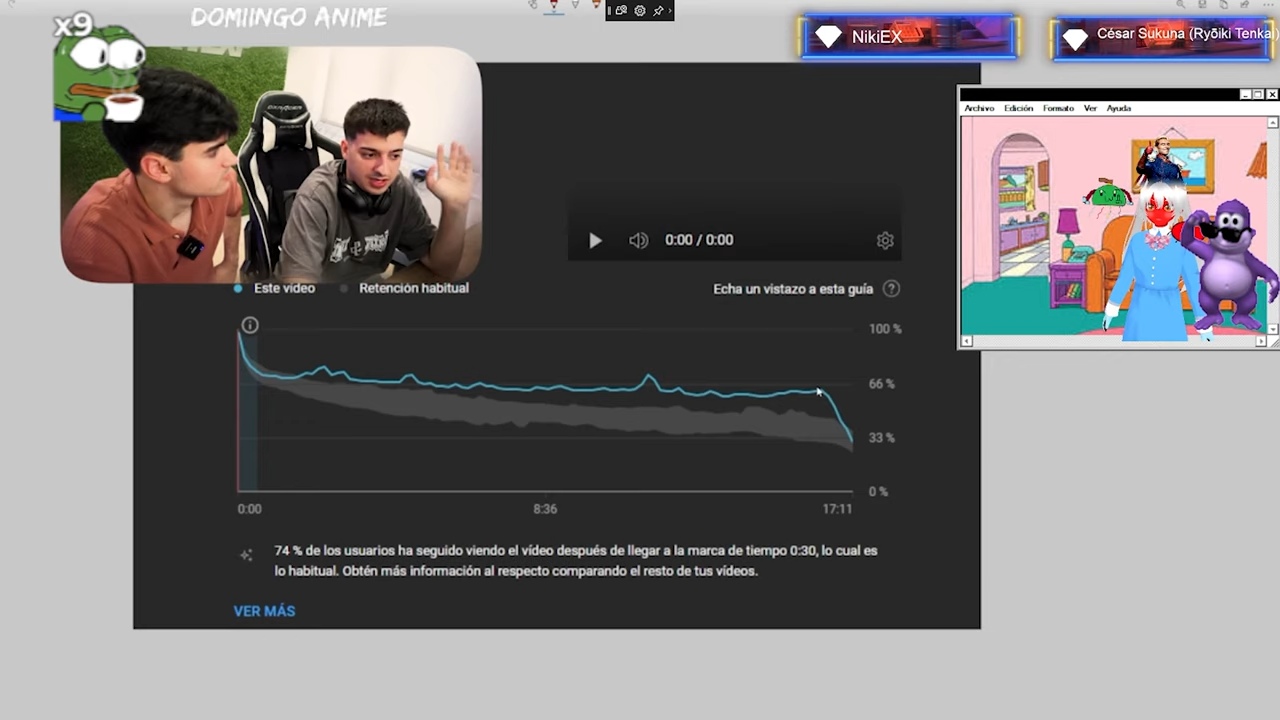 DOMIINGO ANIME
x9
NikiEX
César Sukuna (Ryōiki Tenkai)
Archivo Edición Formato Ver Ayuda
0:00 / 0:00
Este vídeo Retención habitual
Echa un vistazo a esta guía ?
100 %
66 %
33 %
0 %
0:00 8:36 17:11
74 % de los usuarios ha seguido viendo el vídeo después de llegar a la marca de tiempo 0:30, lo cual es
lo habitual. Obtén más información al respecto comparando el resto de tus vídeos.
VER MÁS